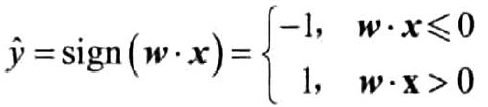 ŷ = sign(w · x) = { -1, w · x ⩽ 0
1, w · x > 0